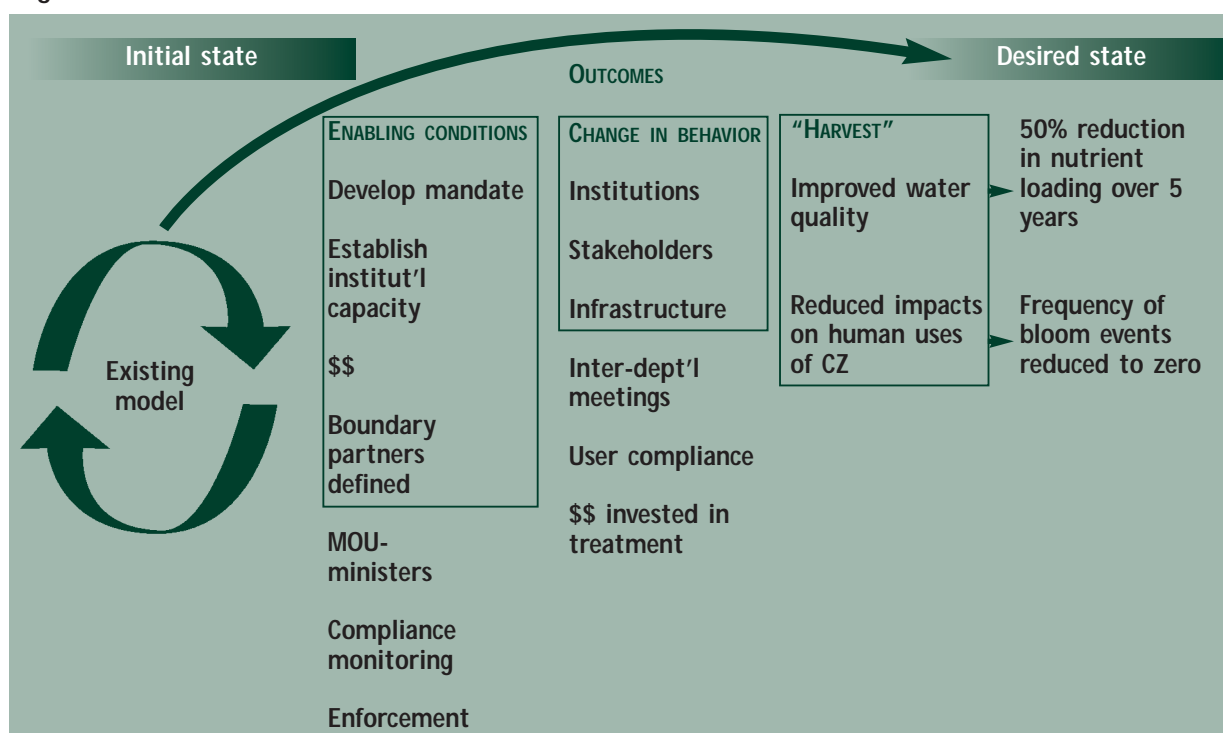 Initial state
Desired state
OUTCOMES
Existing
model
ENABLING CONDITIONS
Develop mandate
Establish
institut'l
capacity
$$
Boundary
partners
defined
MOU-
ministers
Compliance
monitoring
Enforcement
CHANGE IN BEHAVIOR
Institutions
Stakeholders
Infrastructure
Inter-dept'l
meetings
User compliance
$$ invested in
treatment
"HARVEST"
Improved water
quality
Reduced impacts
on human uses
of CZ
50% reduction
in nutrient
loading over 5
years
Frequency of
bloom events
reduced to zero